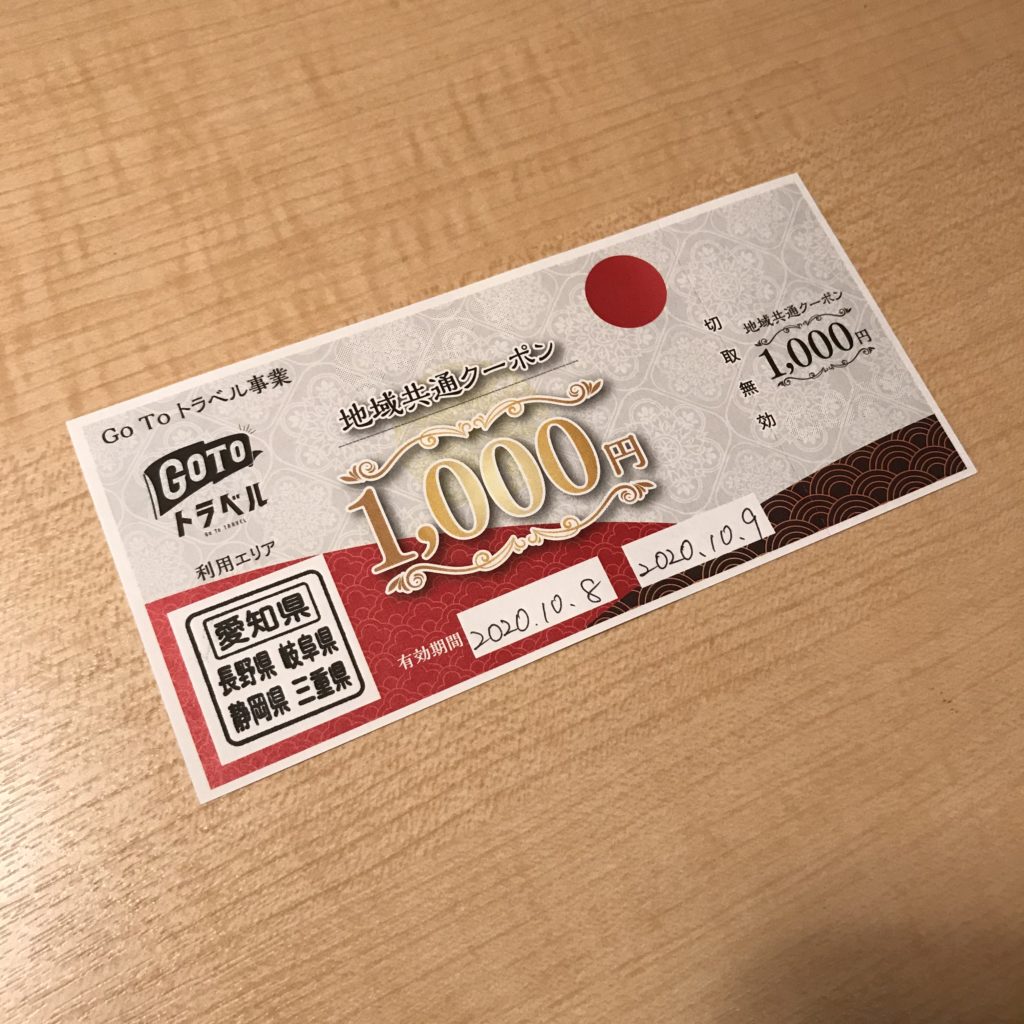 Go To トラベル事業
GOTO
トラベル
Go To TRAVEL
利用エリア
愛知県
長野県 岐阜県
静岡県 三重県
地域共通クーポン
1,000円
有効期間 2020.10.8 2020.10.9
切取無効
地域共通クーポン
1,000円